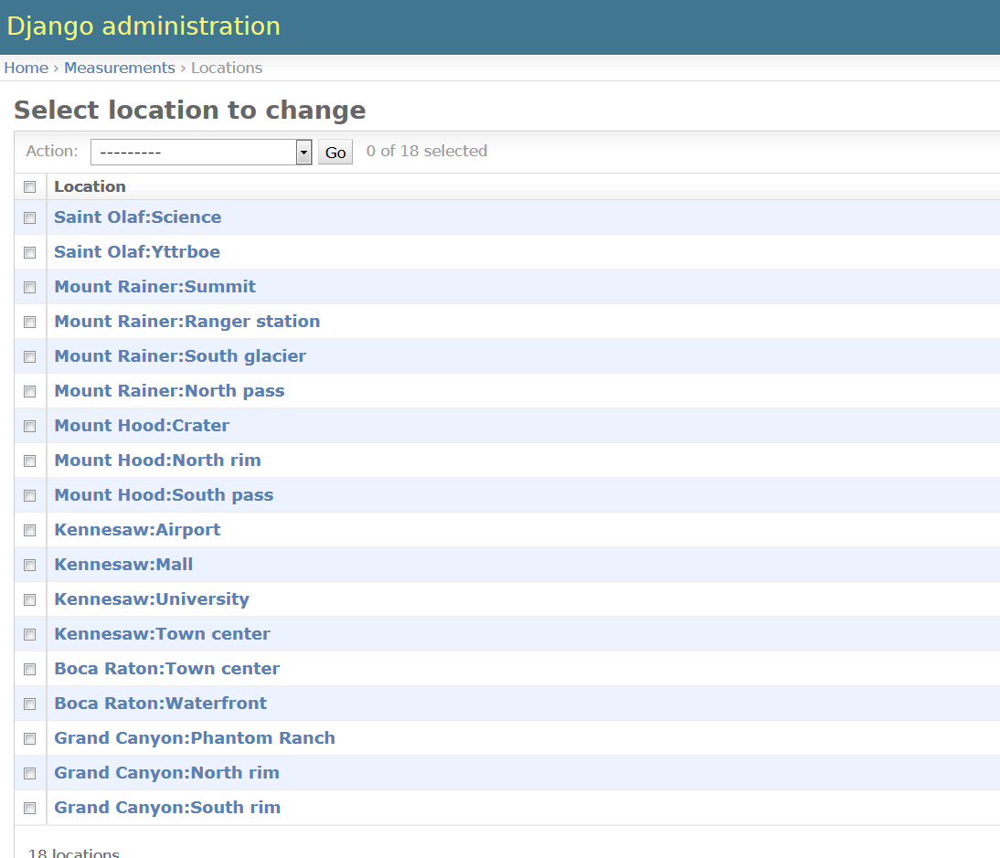 Django administration
Home › Measurements › Locations
Select location to change
Action: --------- Go 0 of 18 selected
Location
Saint Olaf:Science
Saint Olaf:Yttrboe
Mount Rainer:Summit
Mount Rainer:Ranger station
Mount Rainer:South glacier
Mount Rainer:North pass
Mount Hood:Crater
Mount Hood:North rim
Mount Hood:South pass
Kennesaw:Airport
Kennesaw:Mall
Kennesaw:University
Kennesaw:Town center
Boca Raton:Town center
Boca Raton:Waterfront
Grand Canyon:Phantom Ranch
Grand Canyon:North rim
Grand Canyon:South rim
18 locations